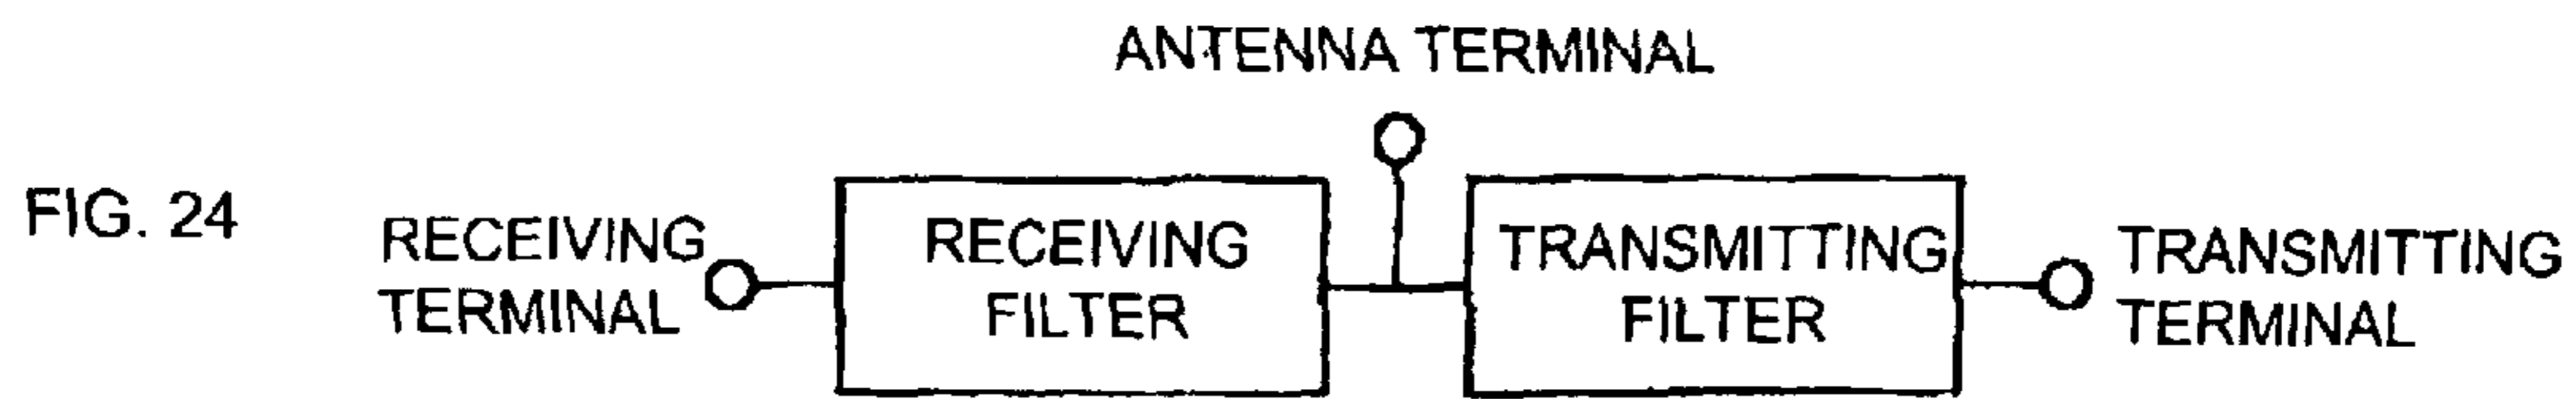 ANTENNA TERMINAL
FIG. 24
RECEIVING
TERMINAL
RECEIVING
FILTER
TRANSMITTING
FILTER
TRANSMITTING
TERMINAL